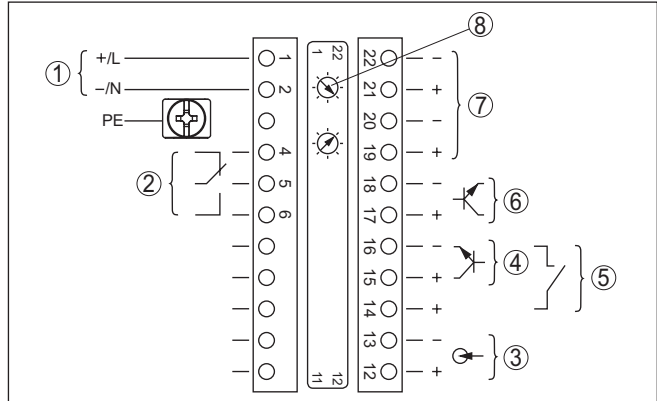 ⑧
① +/L 1 1 22 22 −
−/N 2 21 + ⑦
PE 20 −
4 19 +
② 5 18 − ⑥
6 17 +
16 − ④
15 + ⑤
14 +
13 − ③
11 12 12 +